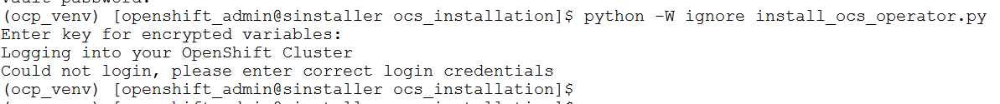 vault password:
(ocp_venv) [openshift_admin@sinstaller ocs_installation]$ python -W ignore install_ocs_operator.py
Enter key for encrypted variables:
Logging into your OpenShift Cluster
Could not login, please enter correct login credentials
(ocp_venv) [openshift_admin@sinstaller ocs_installation]$